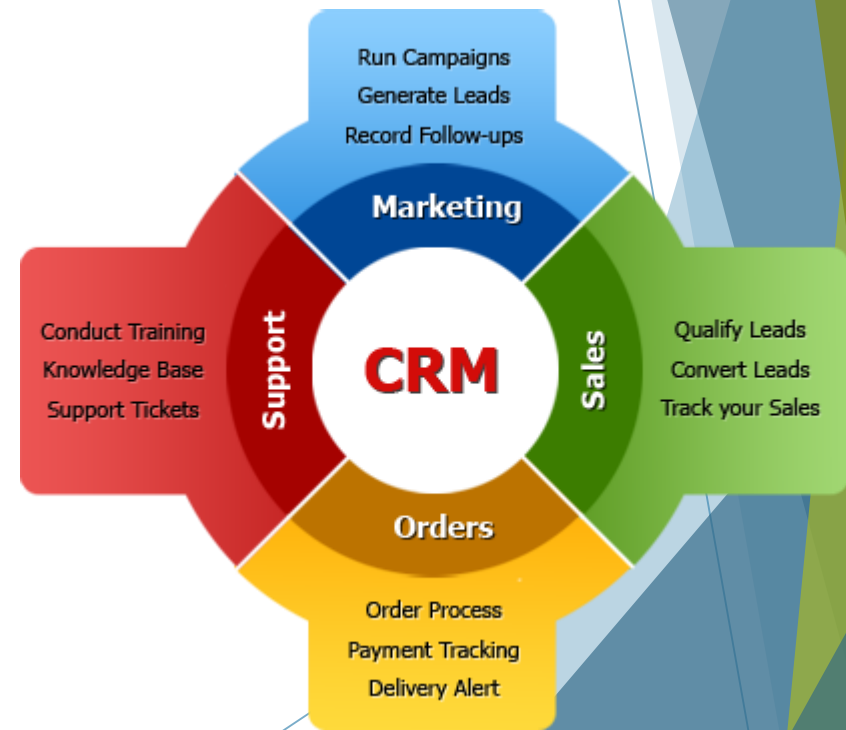 Run Campaigns
Generate Leads
Record Follow-ups
Marketing
Conduct Training
Knowledge Base
Support Tickets
Support
CRM
Sales
Qualify Leads
Convert Leads
Track your Sales
Orders
Order Process
Payment Tracking
Delivery Alert